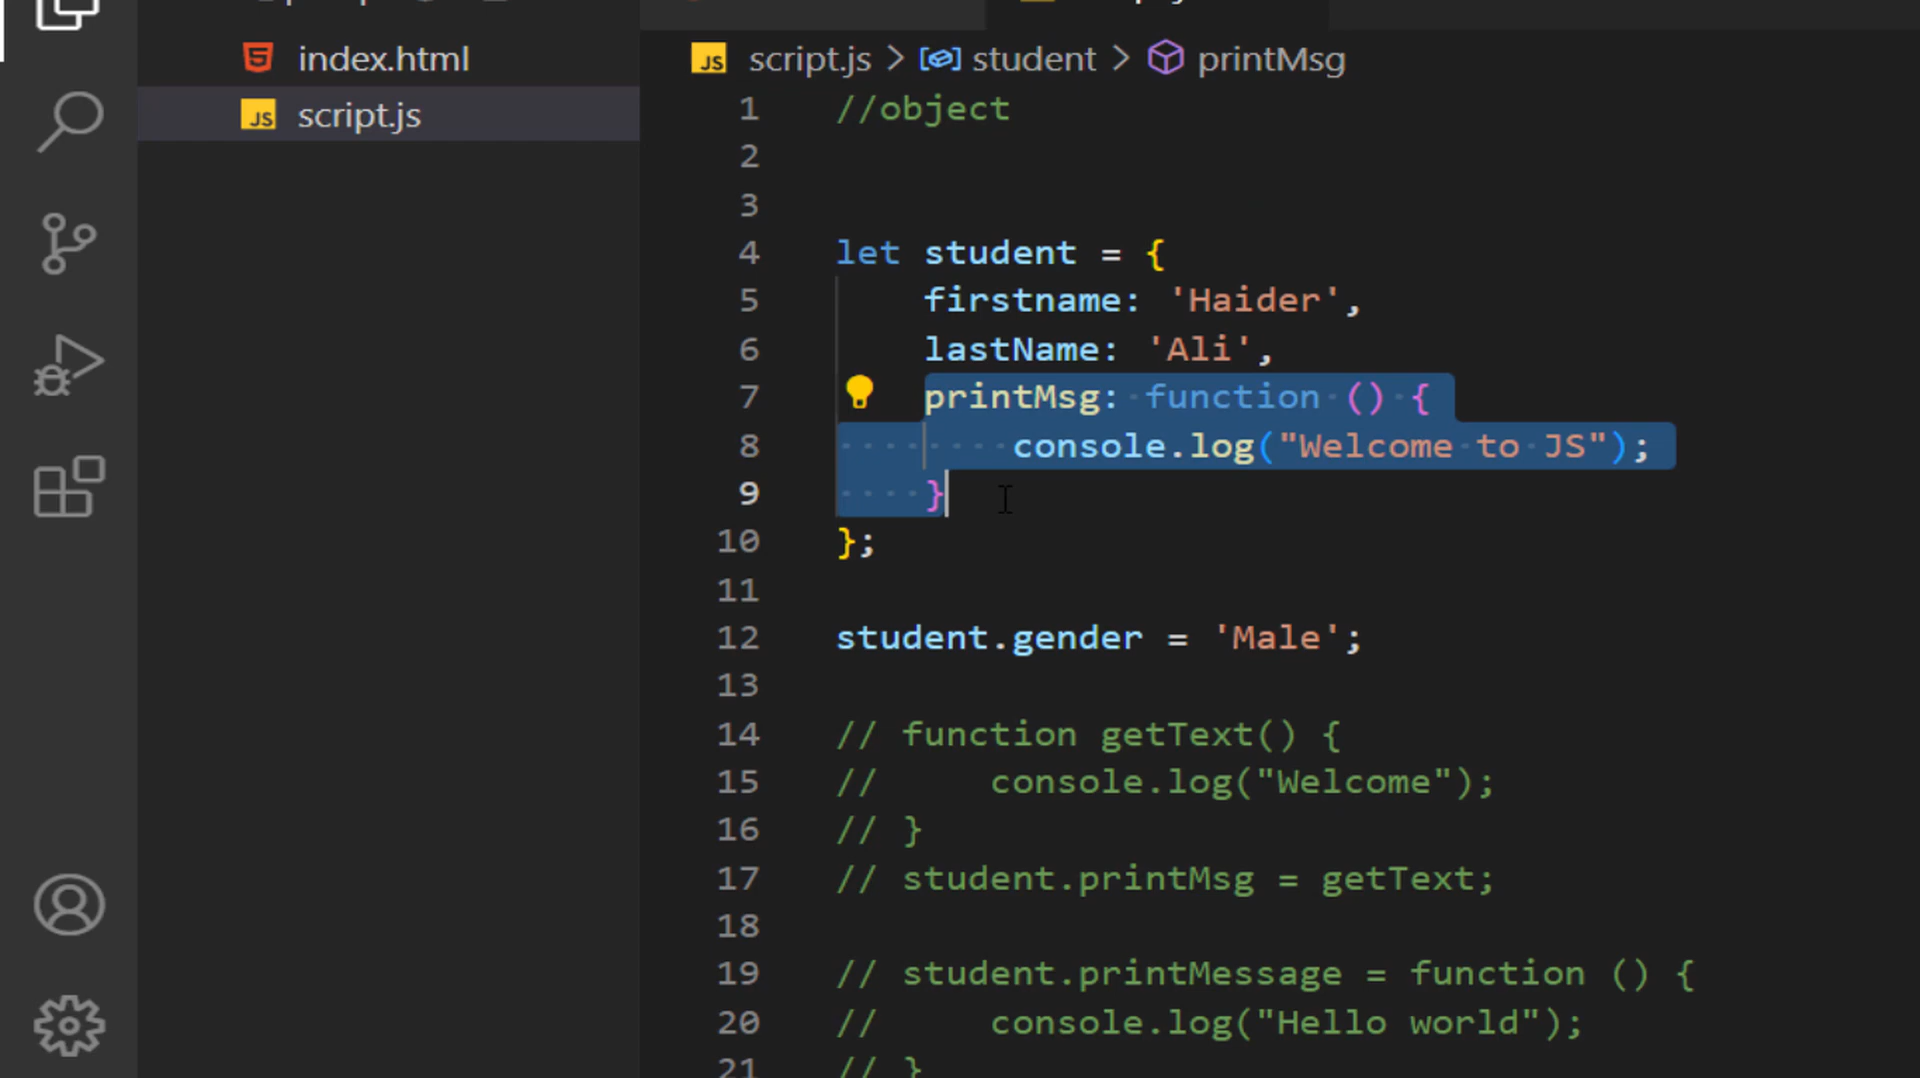 index.html
JS script.js
JS script.js > student > printMsg
1 //object
2
3
4 let student = {
5 firstname: 'Haider',
6 lastName: 'Ali',
7 printMsg: function () {
8 console.log("Welcome to JS");
9 }
10 };
11
12 student.gender = 'Male';
13
14 // function getText() {
15 // console.log("Welcome");
16 // }
17 // student.printMsg = getText;
18
19 // student.printMessage = function () {
20 // console.log("Hello world");
21 // }